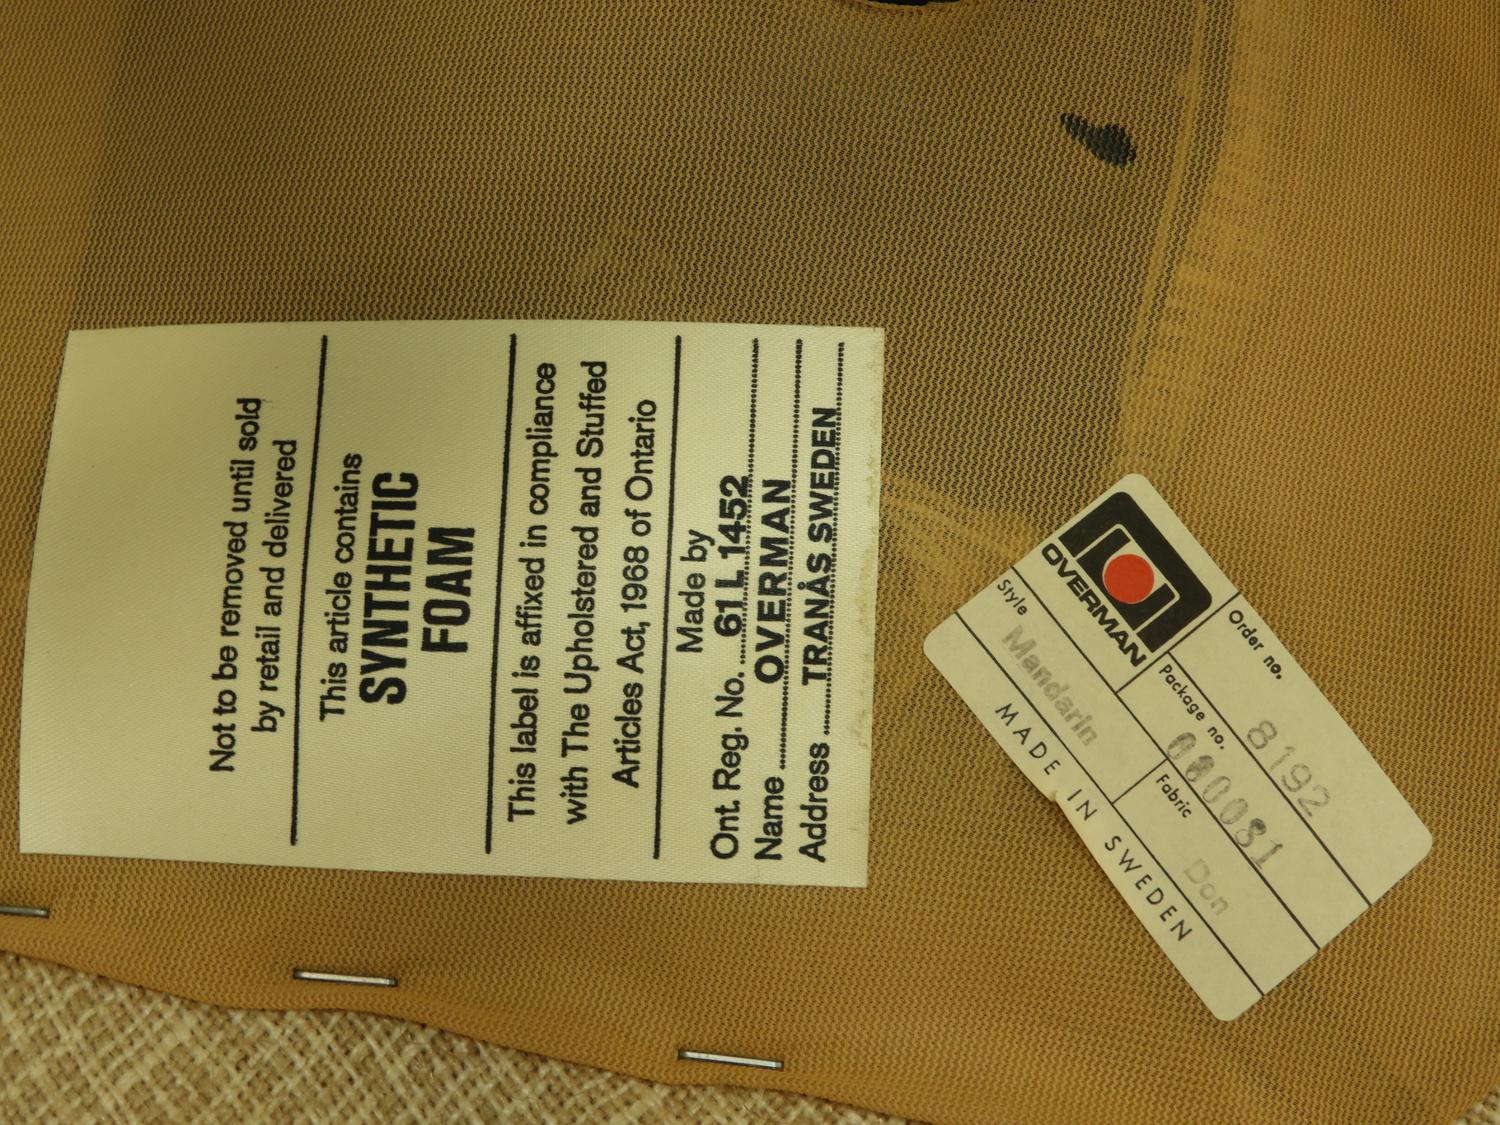 Not to be removed until sold
by retail and delivered
This article contains
SYNTHETIC
FOAM
This label is affixed in compliance
with The Upholstered and Stuffed
Articles Act, 1968 of Ontario
Made by
Ont. Reg. No. 61 L 1452
Name OVERMAN
Address TRANÅS SWEDEN
OVERMAN
Order no.
8192
Package no.
000081
Style
Mandarin
Fabric
Don
MADE IN SWEDEN